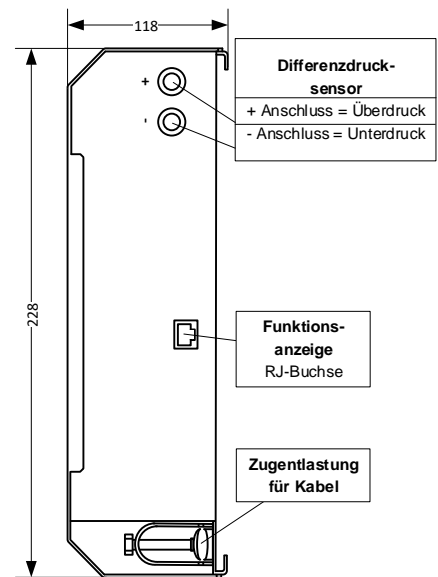 118
Differenzdruck-
sensor
+ Anschluss = Überdruck
- Anschluss = Unterdruck
+
-
228
Funktions-
anzeige
RJ-Buchse
Zugentlastung
für Kabel